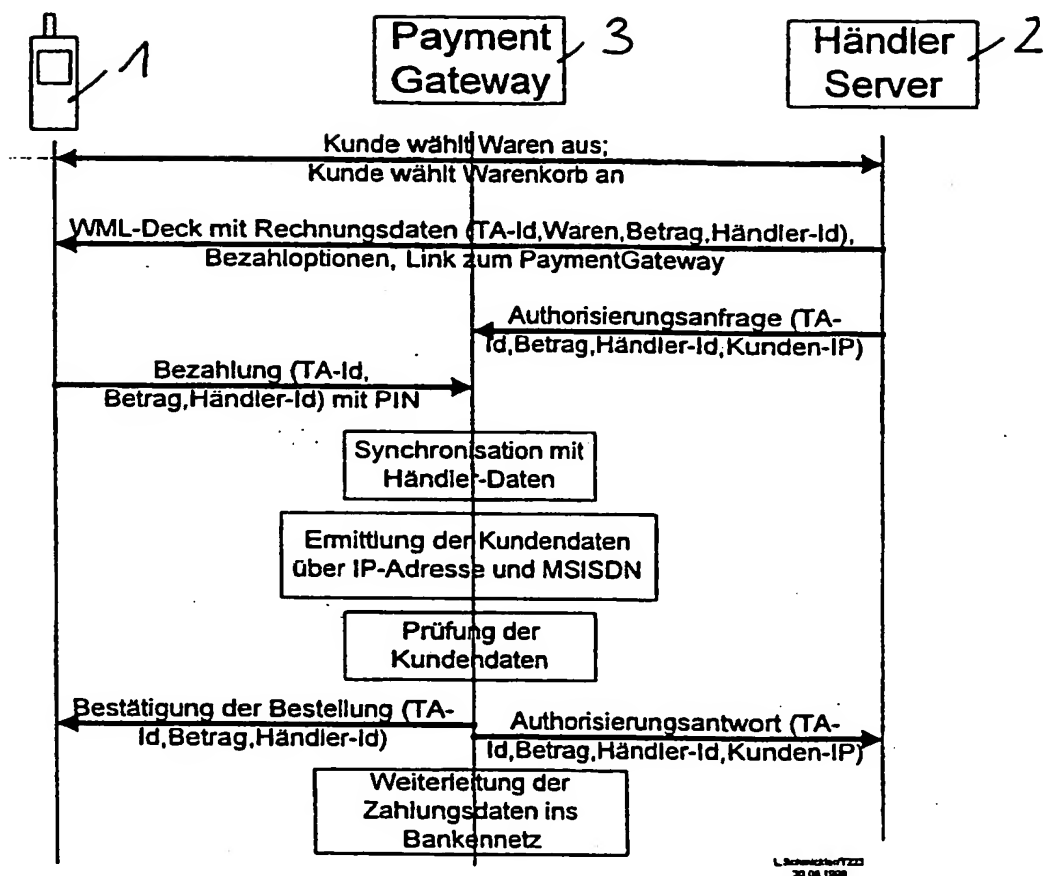 1
Payment
Gateway
3
Händler
Server
2
Kunde wählt Waren aus;
Kunde wählt Warenkorb an
WML-Deck mit Rechnungsdaten (TA-Id,Waren,Betrag,Händler-Id),
Bezahloptionen, Link zum PaymentGateway
Authorisierungsanfrage (TA-
Id,Betrag,Händler-Id,Kunden-IP)
Bezahlung (TA-Id,
Betrag,Händler-Id) mit PIN
Synchronisation mit
Händler-Daten
Ermittlung der Kundendaten
über IP-Adresse und MSISDN
Prüfung der
Kundendaten
Bestätigung der Bestellung (TA-
Id,Betrag,Händler-Id)
Authorisierungsantwort (TA-
Id,Betrag,Händler-Id,Kunden-IP)
Weiterleitung der
Zahlungsdaten ins
Bankennetz